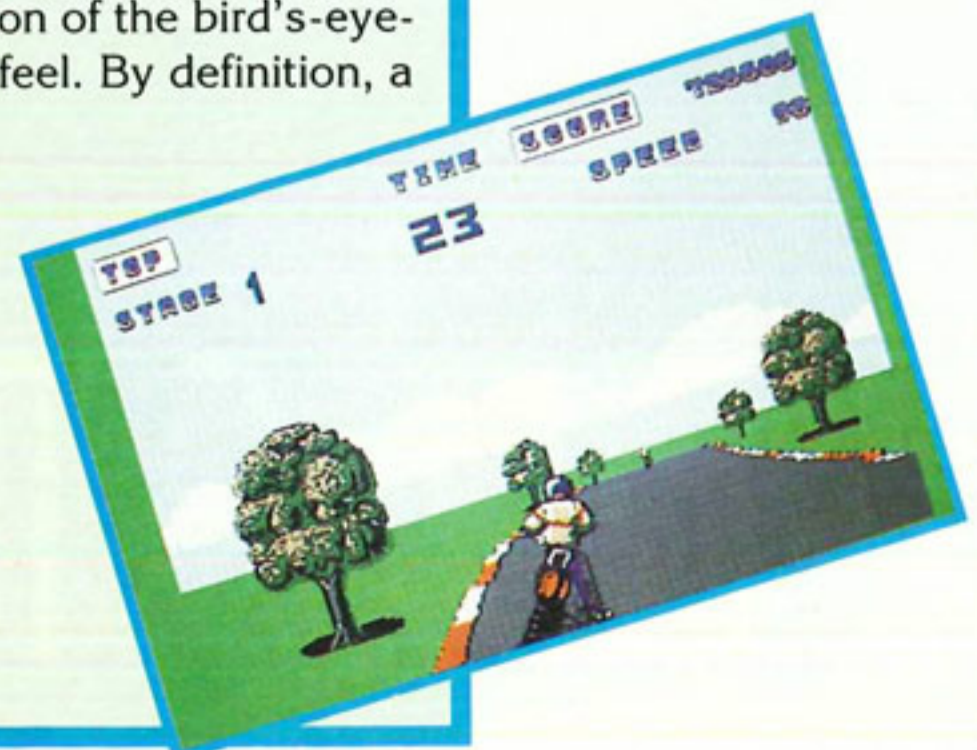 on of the bird's-eye-
feel. By definition, a
TIME SCORE
SPEED
23
TOP
STAGE 1